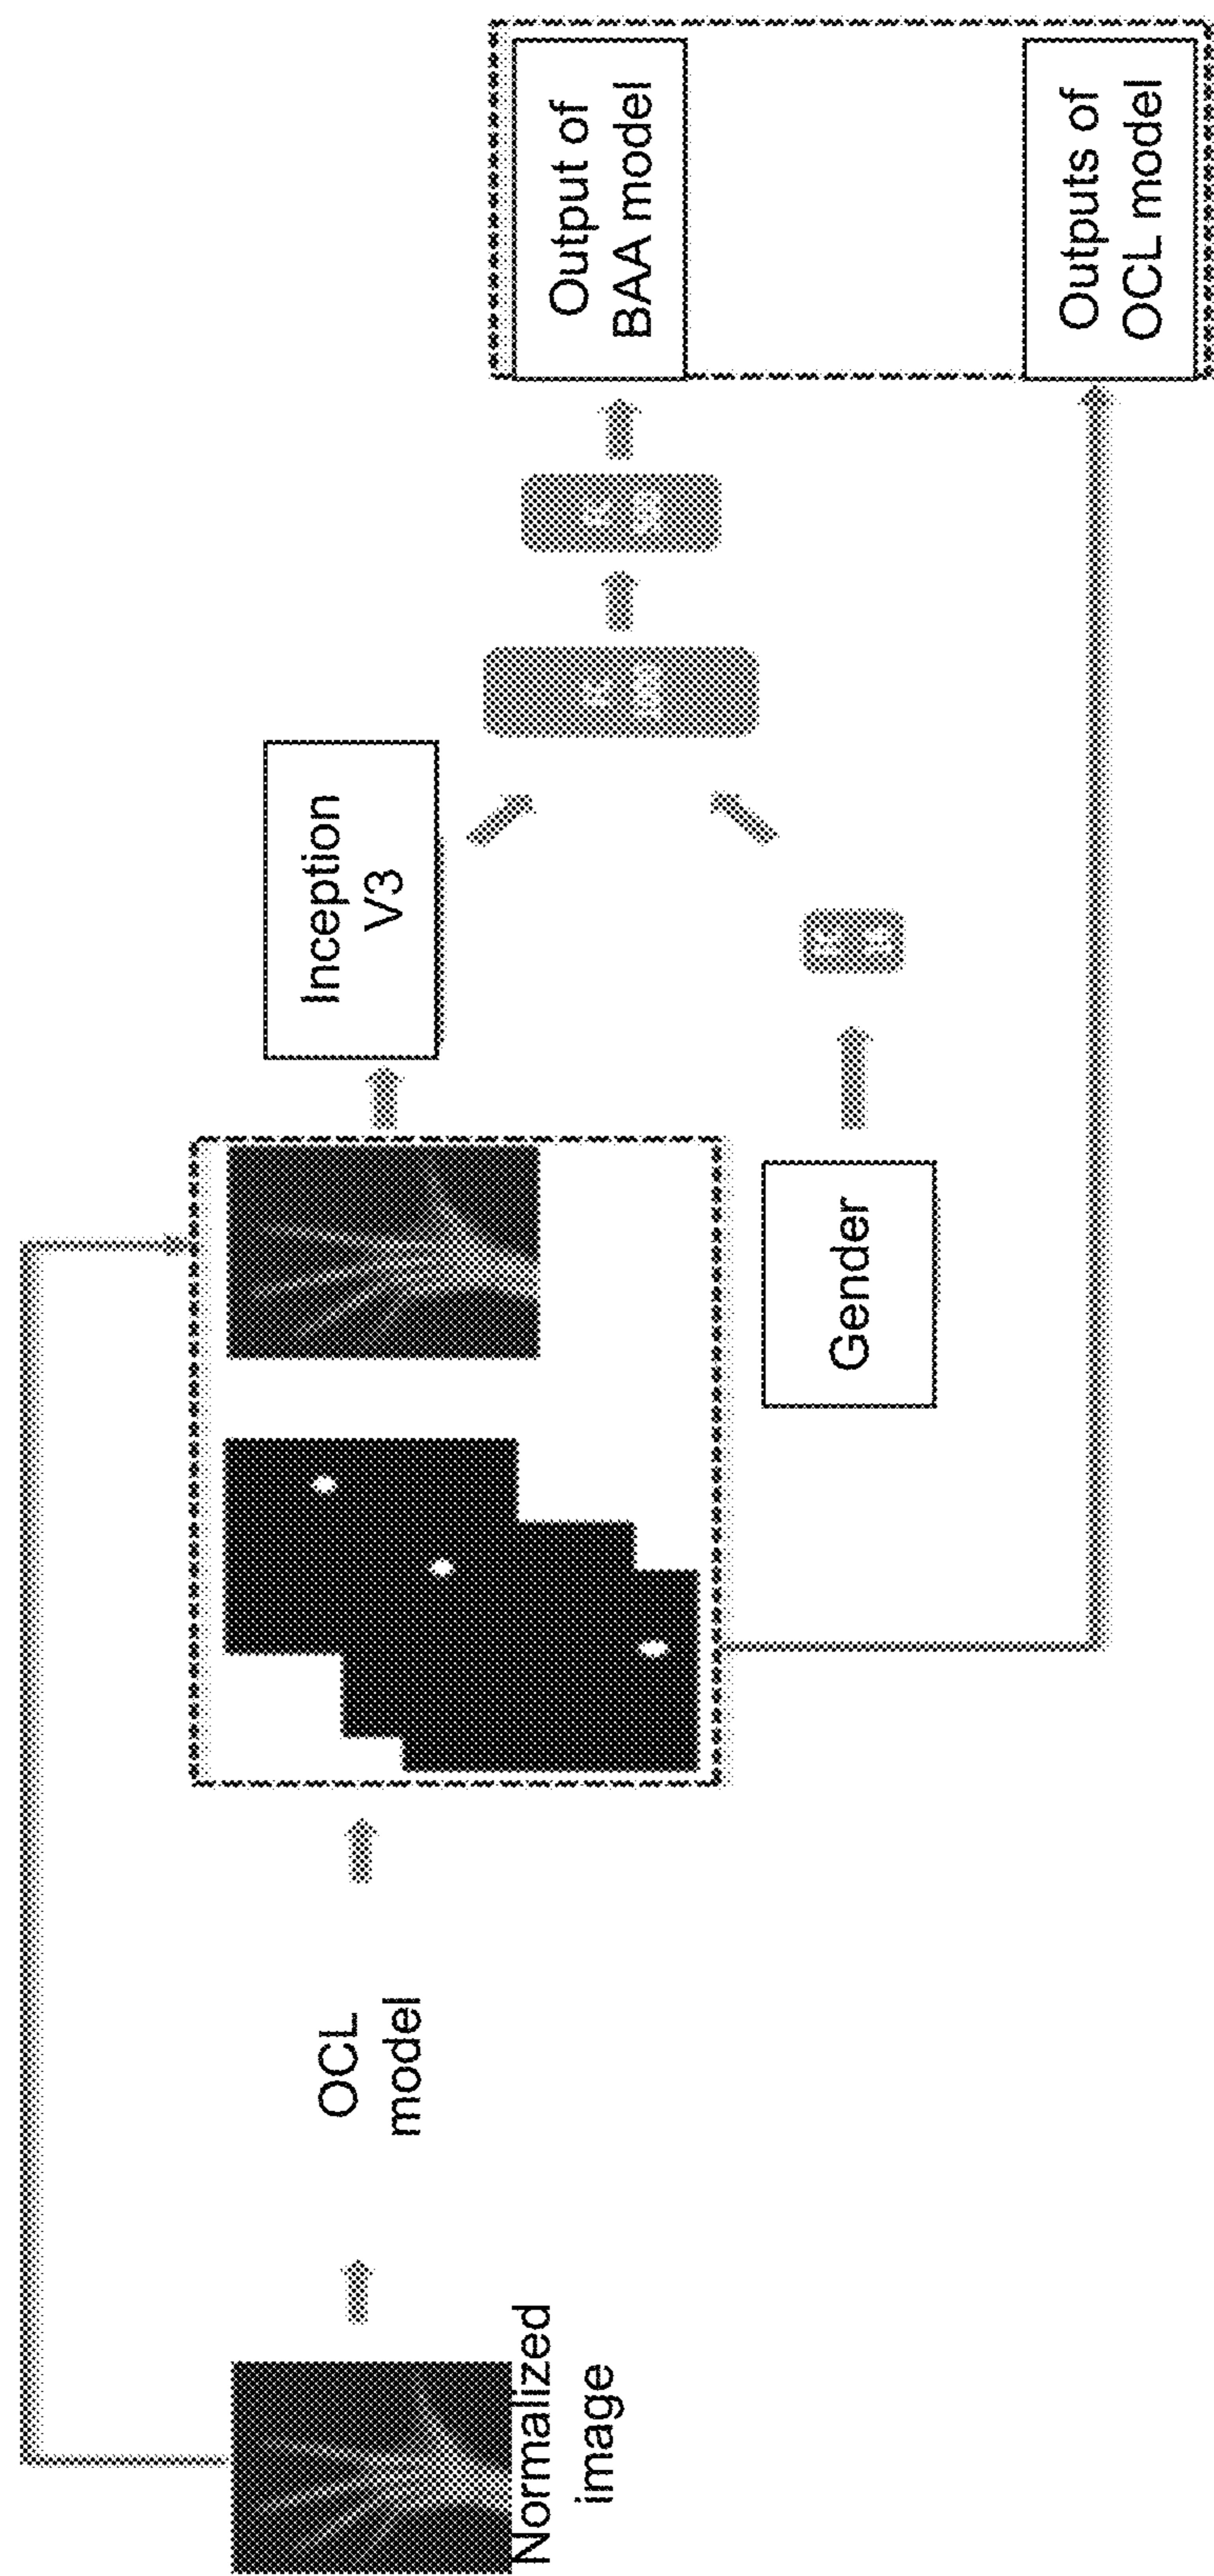 Normalized
image
OCL
model
Inception
V3
Gender
Output of
BAA model
Outputs of
OCL model